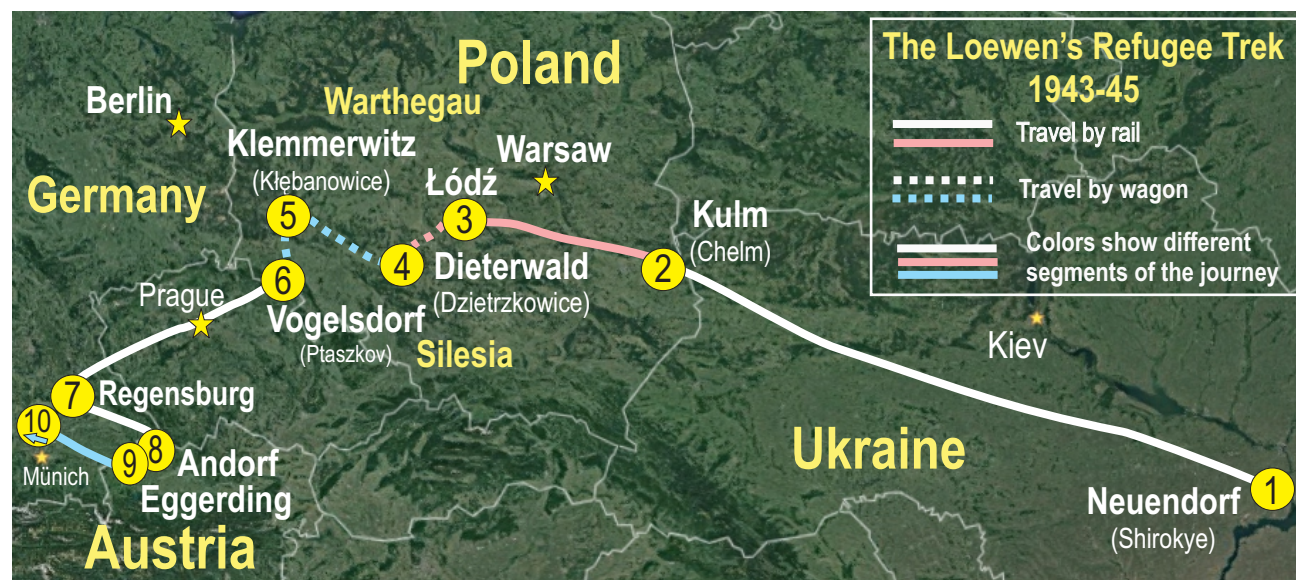 The Loewen's Refugee Trek
1943-45
Travel by rail
Travel by wagon
Colors show different
segments of the journey
Poland
Warthegau
Berlin
Klemmerwitz
(Kłębanowice)
Warsaw
Łódź
Germany
5
3
Kulm
(Chelm)
4
2
Dieterwald
(Dzietrzkowice)
6
Prague
Vogelsdorf
(Ptaszkov)
Silesia
Kiev
7
Regensburg
10
Münich
9
8
Andorf
Eggerding
Austria
Ukraine
Neuendorf
(Shirokye)
1